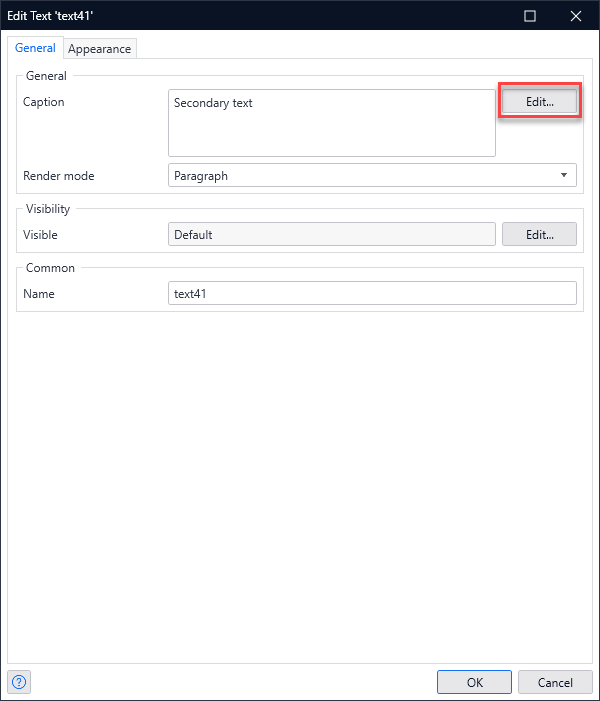 Edit Text 'text41'
General Appearance
General
Caption Secondary text Edit...
Render mode Paragraph
Visibility
Visible Default Edit...
Common
Name text41
? OK Cancel